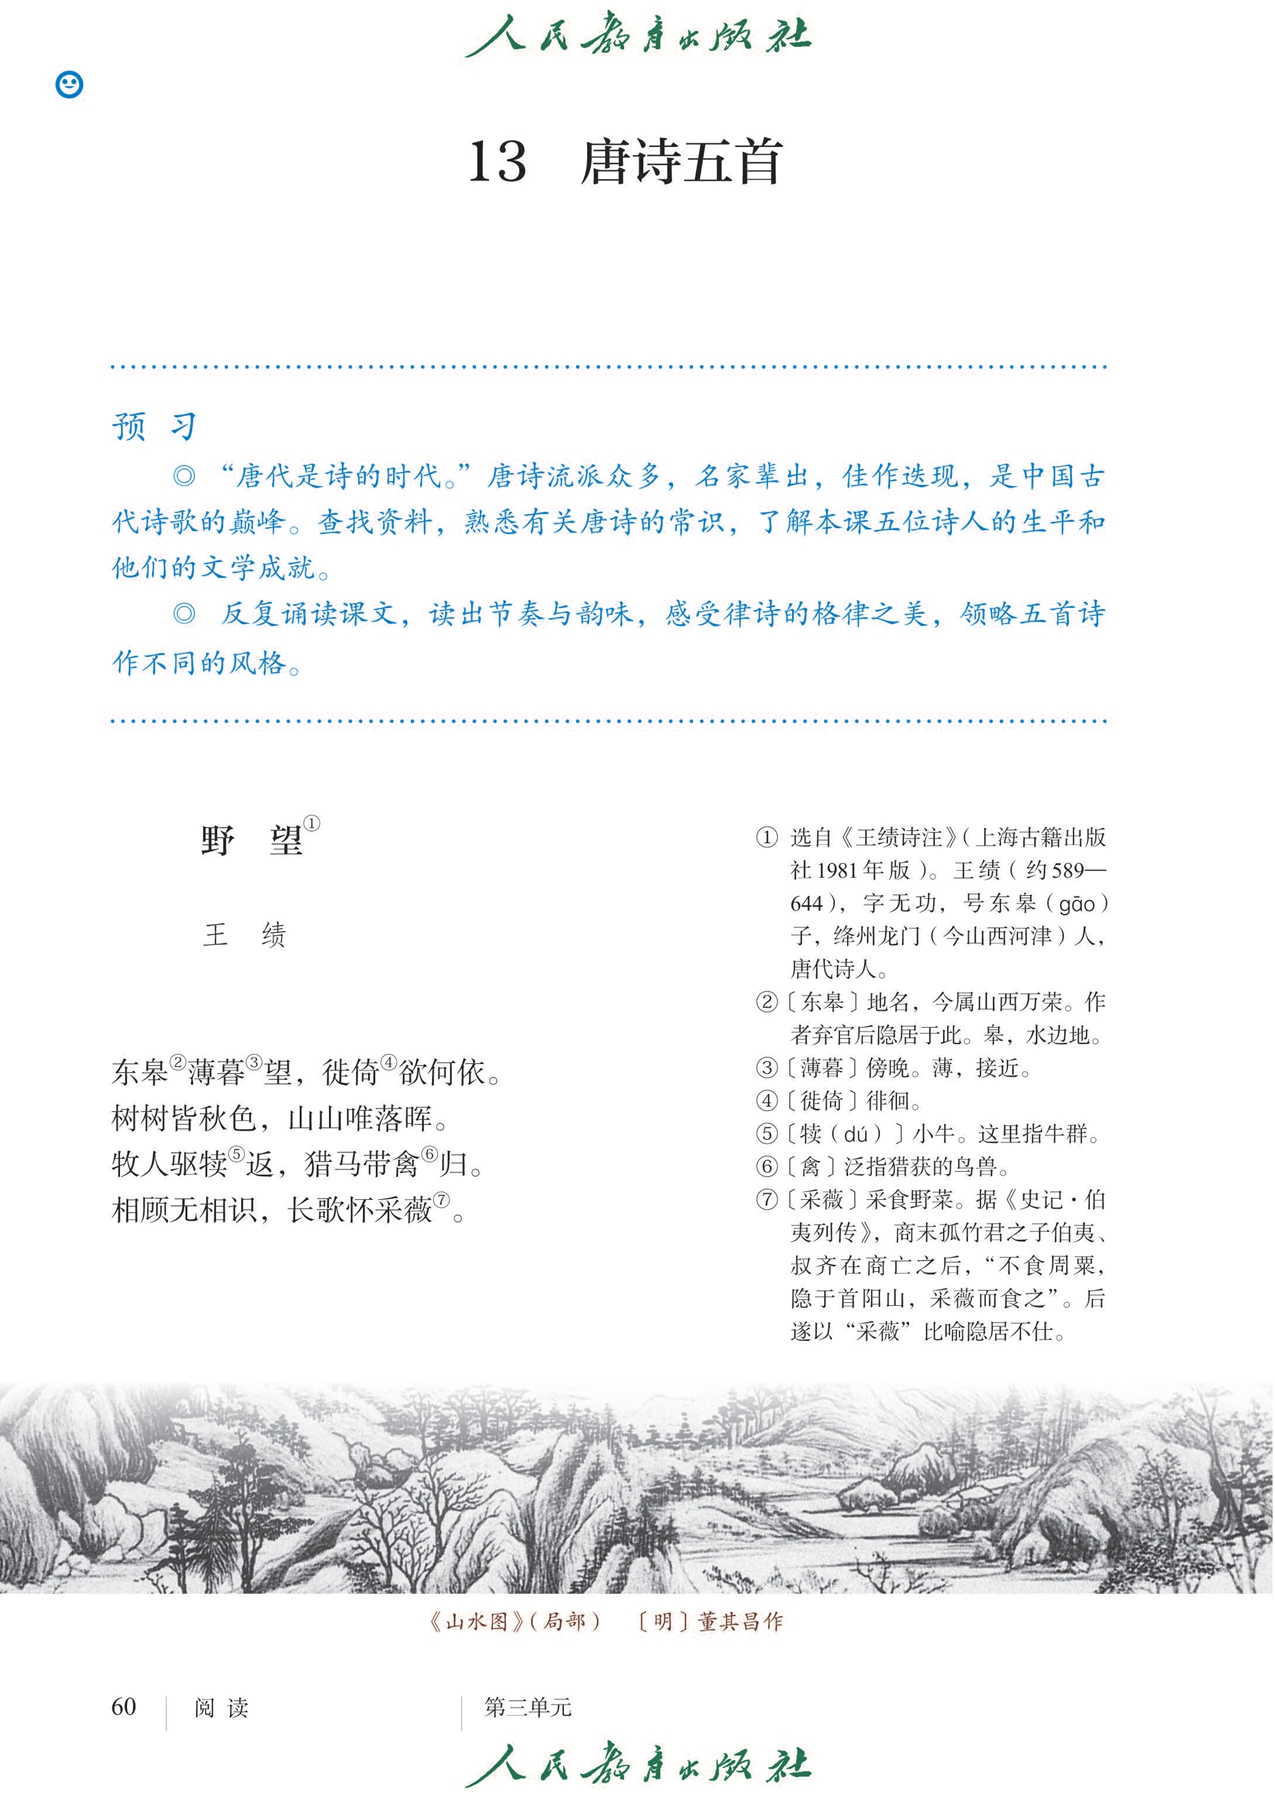 人民教育出版社
13 唐诗五首
预 习
◎ “唐代是诗的时代。”唐诗流派众多，名家辈出，佳作迭现，是中国古
代诗歌的巅峰。查找资料，熟悉有关唐诗的常识，了解本课五位诗人的生平和
他们的文学成就。
◎ 反复诵读课文，读出节奏与韵味，感受律诗的格律之美，领略五首诗
作不同的风格。
野 望①
王 绩
东皋②薄暮③望，徙倚④欲何依。
树树皆秋色，山山唯落晖。
牧人驱犊⑤返，猎马带禽⑥归。
相顾无相识，长歌怀采薇⑦。
① 选自《王绩诗注》（上海古籍出版
社1981年版）。王绩（约589—
644），字无功，号东皋（gāo）
子，绛州龙门（今山西河津）人，
唐代诗人。
②〔东皋〕地名，今属山西万荣。作
者弃官后隐居于此。皋，水边地。
③〔薄暮〕傍晚。薄，接近。
④〔徙倚〕徘徊。
⑤〔犊（dú）〕小牛。这里指牛群。
⑥〔禽〕泛指猎获的鸟兽。
⑦〔采薇〕采食野菜。据《史记·伯
夷列传》，商末孤竹君之子伯夷、
叔齐在商亡之后，“不食周粟，
隐于首阳山，采薇而食之”。后
遂以“采薇”比喻隐居不仕。
《山水图》（局部） 〔明〕董其昌作
60 阅读 第三单元
人民教育出版社